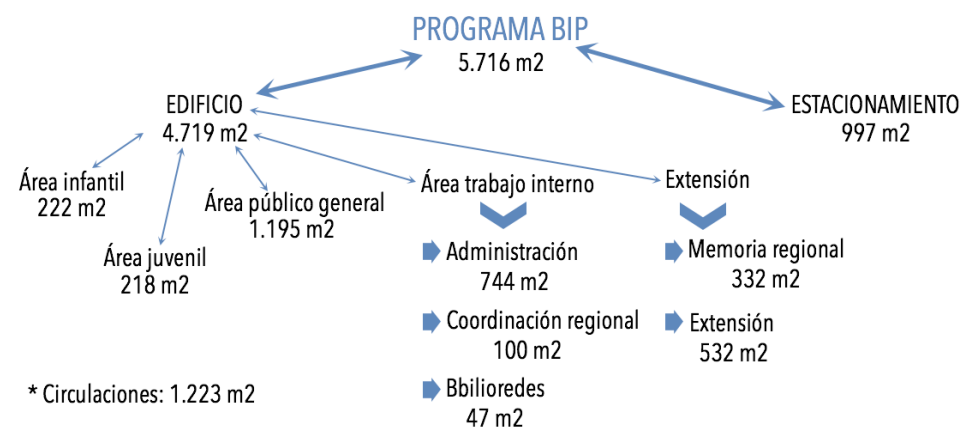 PROGRAMA BIP
5.716 m2
EDIFICIO
4.719 m2
ESTACIONAMIENTO
997 m2
Área infantil
222 m2
Área juvenil
218 m2
Área público general
1.195 m2
Área trabajo interno
Administración
744 m2
Coordinación regional
100 m2
Bbilioredes
47 m2
Extensión
Memoria regional
332 m2
Extensión
532 m2
* Circulaciones: 1.223 m2